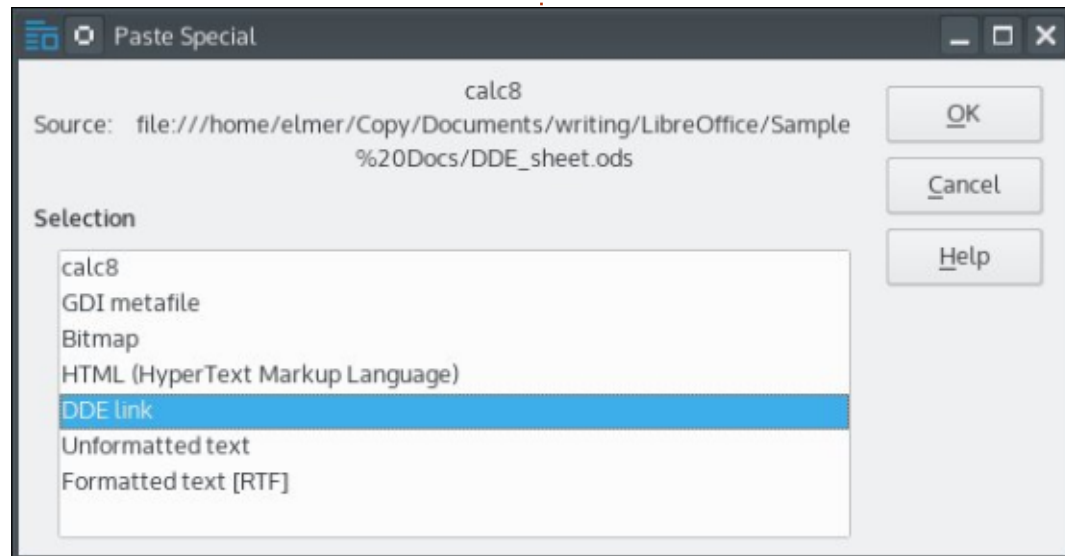 Paste Special
calc8
Source: file:///home/elmer/Copy/Documents/writing/LibreOffice/Sample
%20Docs/DDE_sheet.ods
OK
Cancel
Help
Selection
calc8
GDI metafile
Bitmap
HTML (HyperText Markup Language)
DDE link
Unformatted text
Formatted text [RTF]